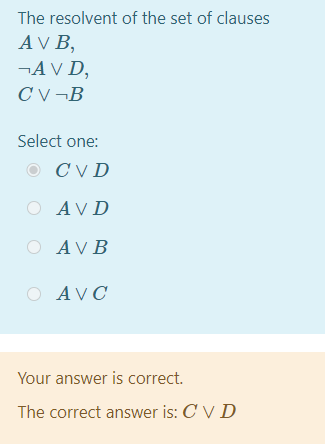 The resolvent of the set of clauses
A ∨ B,
¬A ∨ D,
C ∨ ¬B
Select one:
C ∨ D
A ∨ D
A ∨ B
A ∨ C
Your answer is correct.
The correct answer is: C ∨ D